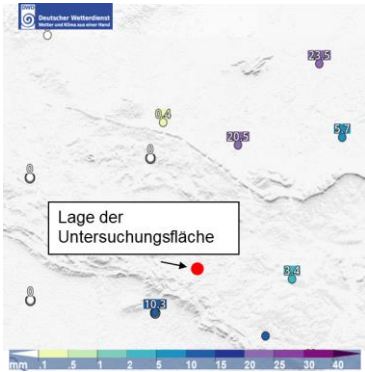 DWD
Deutscher Wetterdienst
Wetter und Klima aus einer Hand
23.5
0.4
5.7
20.5
0
0
Lage der
Untersuchungsfläche
3.4
0
10.3
mm .1 .5 1 2 5 10 15 20 25 30 40